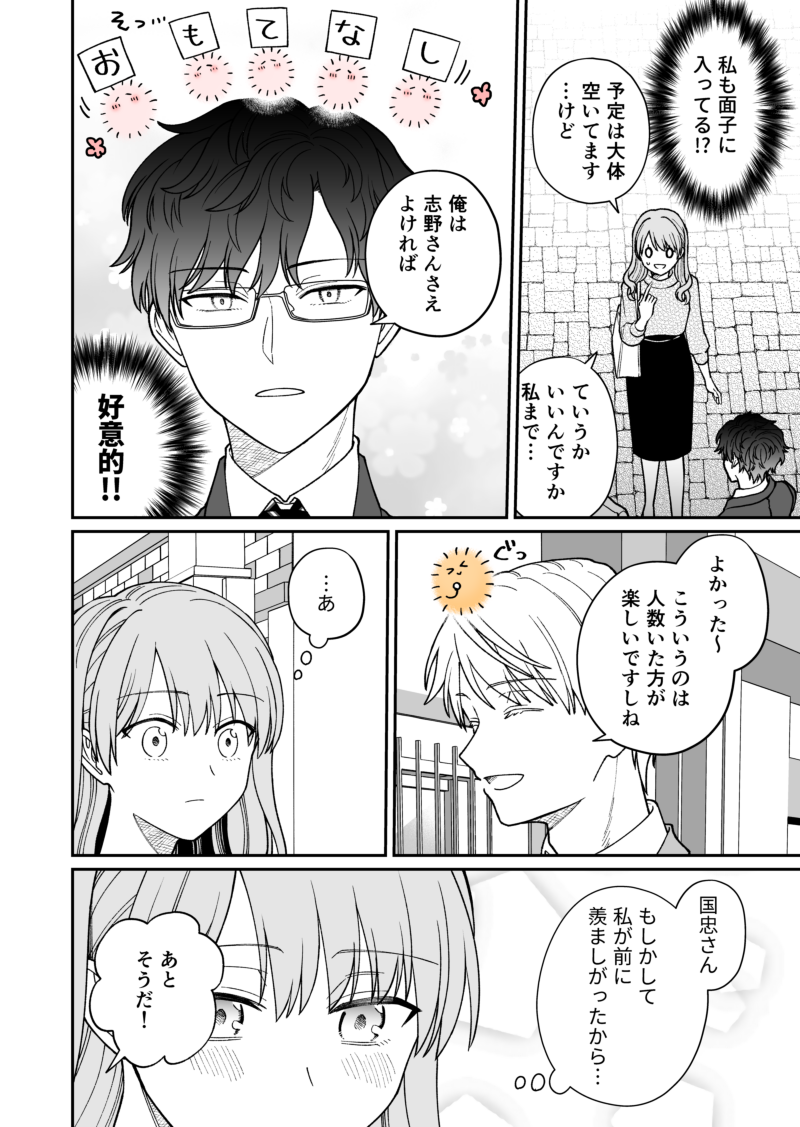 私も面子に
入ってる!?
予定は大体
空いてます
…けど
ていうか
いいんですか
私まで…
そっ…
おもてなし
俺は
志野さんさえ
よければ
好意的!!
よかった〜
こういうのは
人数いた方が
楽しいですしね
ぐっ
…あ
国忠さん
もしかして
私が前に
羨ましがったから…
あと
そうだ！